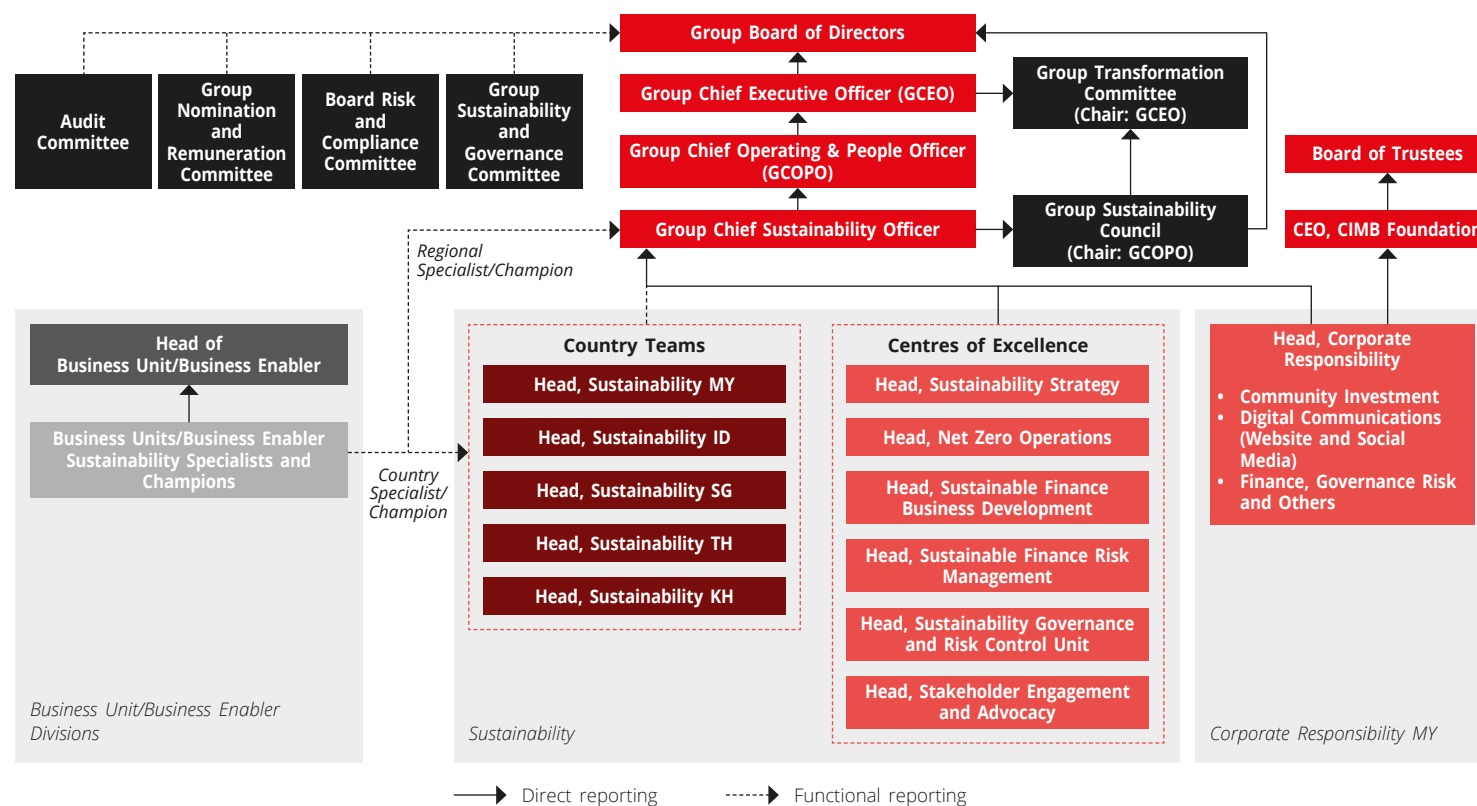 Group Board of Directors
Audit
Committee
Group
Nomination
and
Remuneration
Committee
Board Risk
and
Compliance
Committee
Group
Sustainability
and
Governance
Committee
Group Chief Executive Officer (GCEO)
Group Transformation
Committee
(Chair: GCEO)
Group Chief Operating & People Officer
(GCOPO)
Board of Trustees
Group Chief Sustainability Officer
Group Sustainability
Council
(Chair: GCOPO)
CEO, CIMB Foundation
Regional
Specialist/Champion
Head of
Business Unit/Business Enabler
Business Units/Business Enabler
Sustainability Specialists and
Champions
Country
Specialist/
Champion
Business Unit/Business Enabler
Divisions
Country Teams
Head, Sustainability MY
Head, Sustainability ID
Head, Sustainability SG
Head, Sustainability TH
Head, Sustainability KH
Centres of Excellence
Head, Sustainability Strategy
Head, Net Zero Operations
Head, Sustainable Finance
Business Development
Head, Sustainable Finance Risk
Management
Head, Sustainability Governance
and Risk Control Unit
Head, Stakeholder Engagement
and Advocacy
Sustainability
Head, Corporate
Responsibility
• Community Investment
• Digital Communications
(Website and Social
Media)
• Finance, Governance Risk
and Others
Corporate Responsibility MY
Direct reporting
Functional reporting